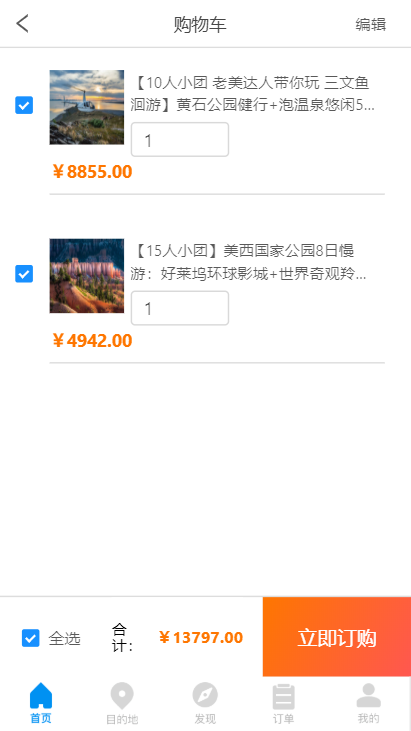 购物车
编辑
【10人小团 老美达人带你玩 三文鱼
洄游】黄石公园健行+泡温泉悠闲5...
1
￥8855.00
【15人小团】美西国家公园8日慢
游：好莱坞环球影城+世界奇观羚...
1
￥4942.00
全选
合
计：
￥13797.00
立即订购
首页
目的地
发现
订单
我的